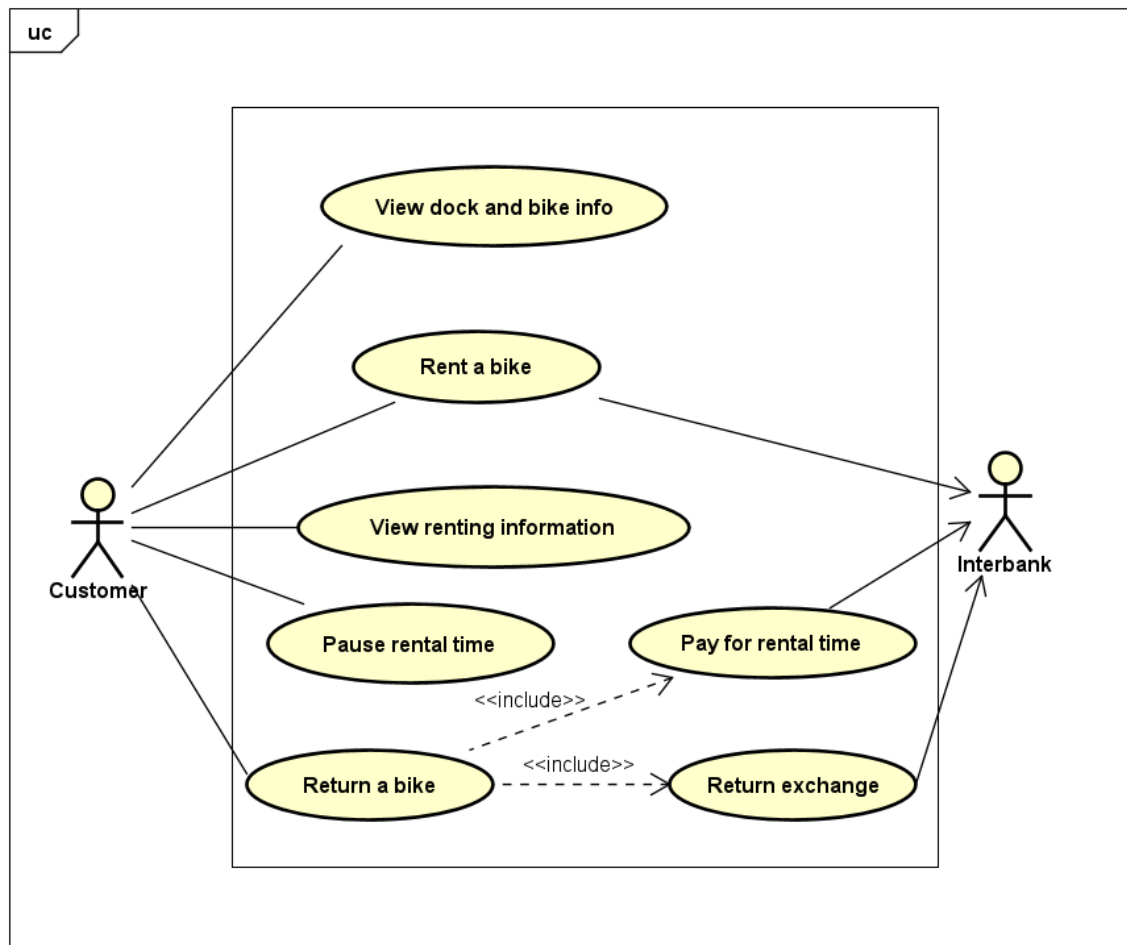 uc
View dock and bike info
Rent a bike
View renting information
Customer
Interbank
Pause rental time
Pay for rental time
<<include>>
<<include>>
Return a bike
Return exchange